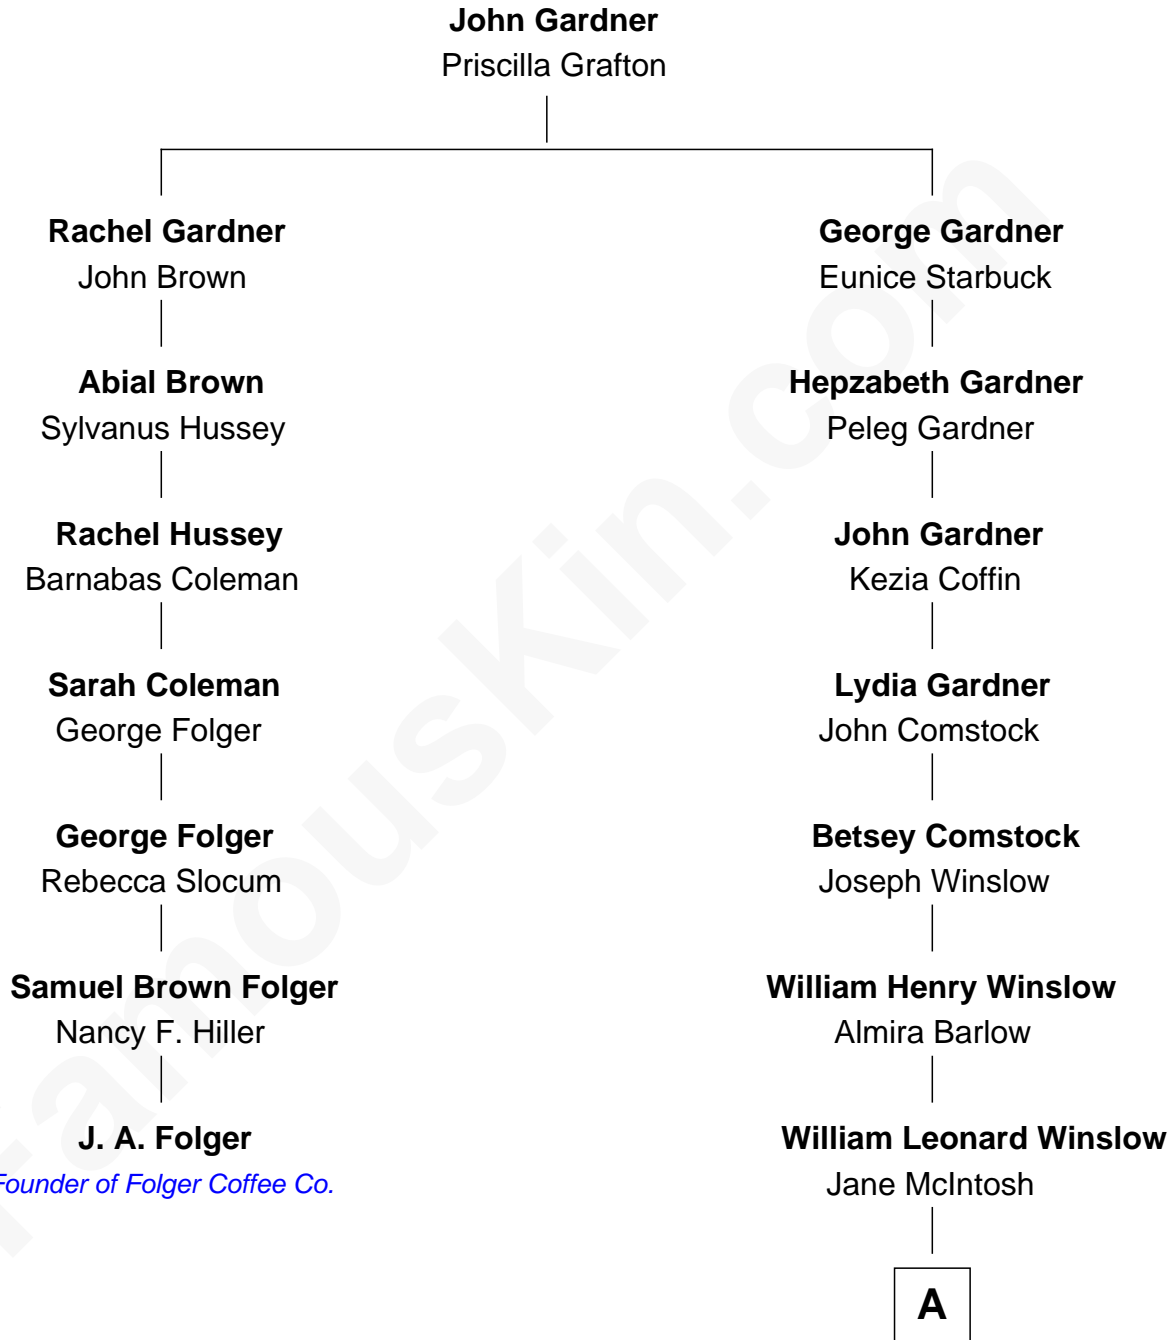 John Gardner
Priscilla Grafton
Rachel Gardner
John Brown
George Gardner
Eunice Starbuck
Abial Brown
Sylvanus Hussey
Hepzabeth Gardner
Peleg Gardner
Rachel Hussey
Barnabas Coleman
John Gardner
Kezia Coffin
Sarah Coleman
George Folger
Lydia Gardner
John Comstock
George Folger
Rebecca Slocum
Betsey Comstock
Joseph Winslow
Samuel Brown Folger
Nancy F. Hiller
William Henry Winslow
Almira Barlow
J. A. Folger
Founder of Folger Coffee Co.
William Leonard Winslow
Jane McIntosh
A
FamousKin.com